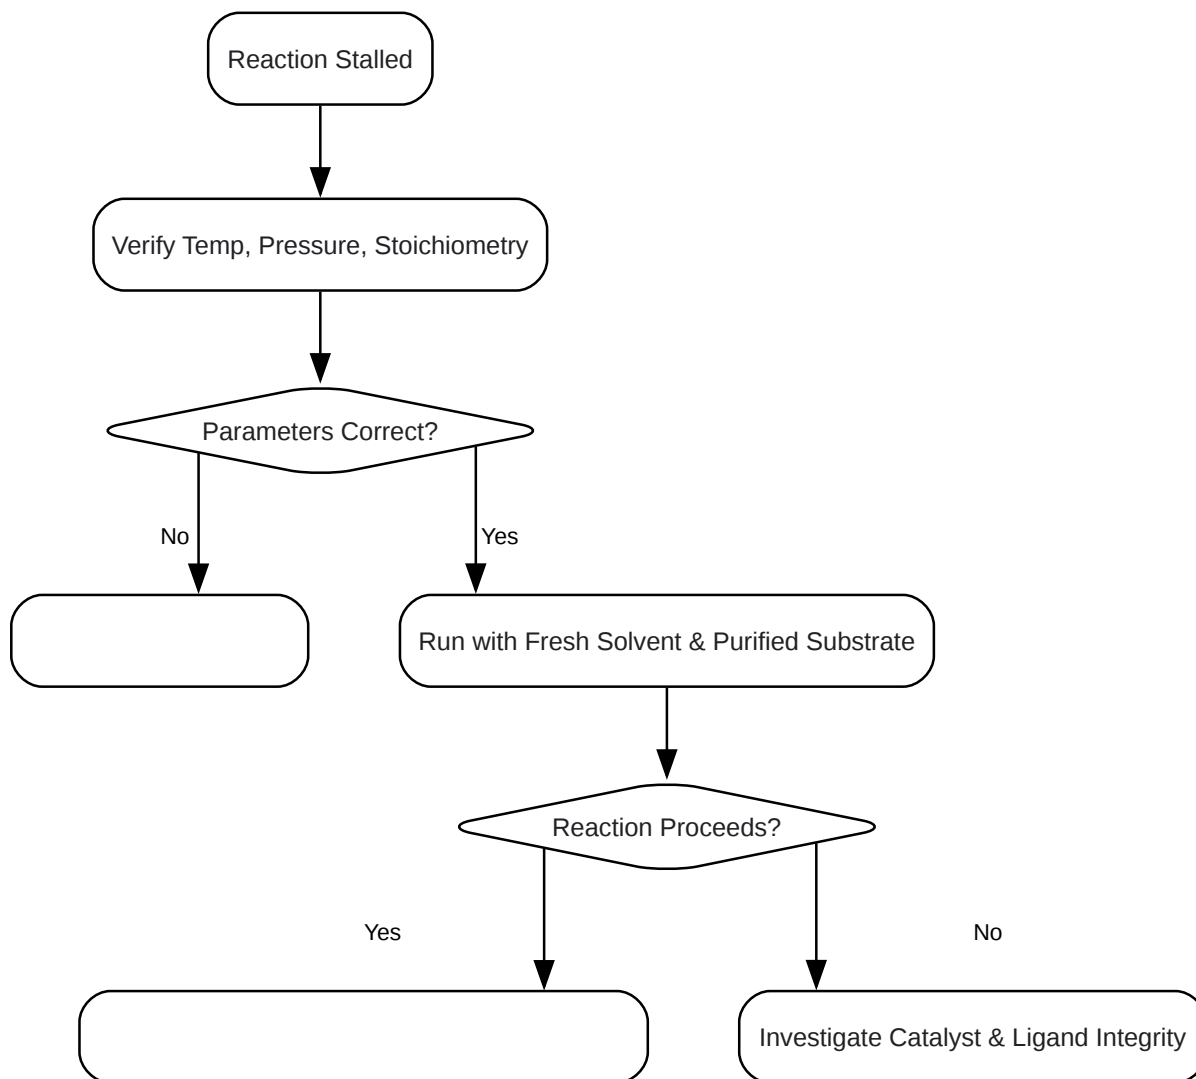 Reaction Stalled
Verify Temp, Pressure, Stoichiometry
Parameters Correct?
No
Yes
Run with Fresh Solvent & Purified Substrate
Reaction Proceeds?
Yes
No
Investigate Catalyst & Ligand Integrity